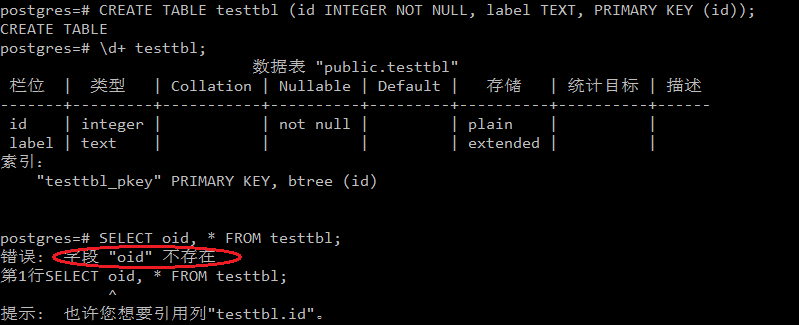 postgres=# CREATE TABLE testtbl (id INTEGER NOT NULL, label TEXT, PRIMARY KEY (id));
CREATE TABLE
postgres=# \d+ testtbl;
数据表 "public.testtbl"
栏位 | 类型 | Collation | Nullable | Default | 存储 | 统计目标 | 描述
-------+---------+-----------+----------+---------+----------+----------+------
id | integer | | not null | | plain | |
label | text | | | | extended | |
索引:
"testtbl_pkey" PRIMARY KEY, btree (id)
postgres=# SELECT oid, * FROM testtbl;
错误: 字段 "oid" 不存在
第1行SELECT oid, * FROM testtbl;
^
提示: 也许您想要引用列"testtbl.id"。